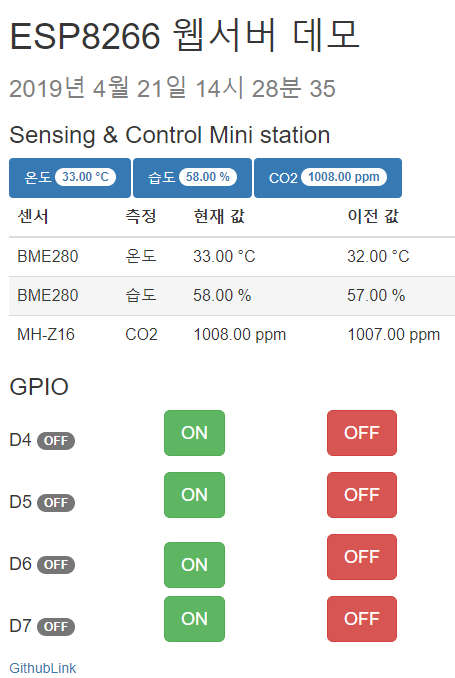 ESP8266 웹서버 데모
2019년 4월 21일 14시 28분 35
Sensing & Control Mini station
온도 33.00 °C 습도 58.00 % CO2 1008.00 ppm
센서 측정 현재 값 이전 값
BME280 온도 33.00 °C 32.00 °C
BME280 습도 58.00 % 57.00 %
MH-Z16 CO2 1008.00 ppm 1007.00 ppm
GPIO
D4 OFF ON OFF
D5 OFF ON OFF
D6 OFF ON OFF
D7 OFF ON OFF
GithubLink